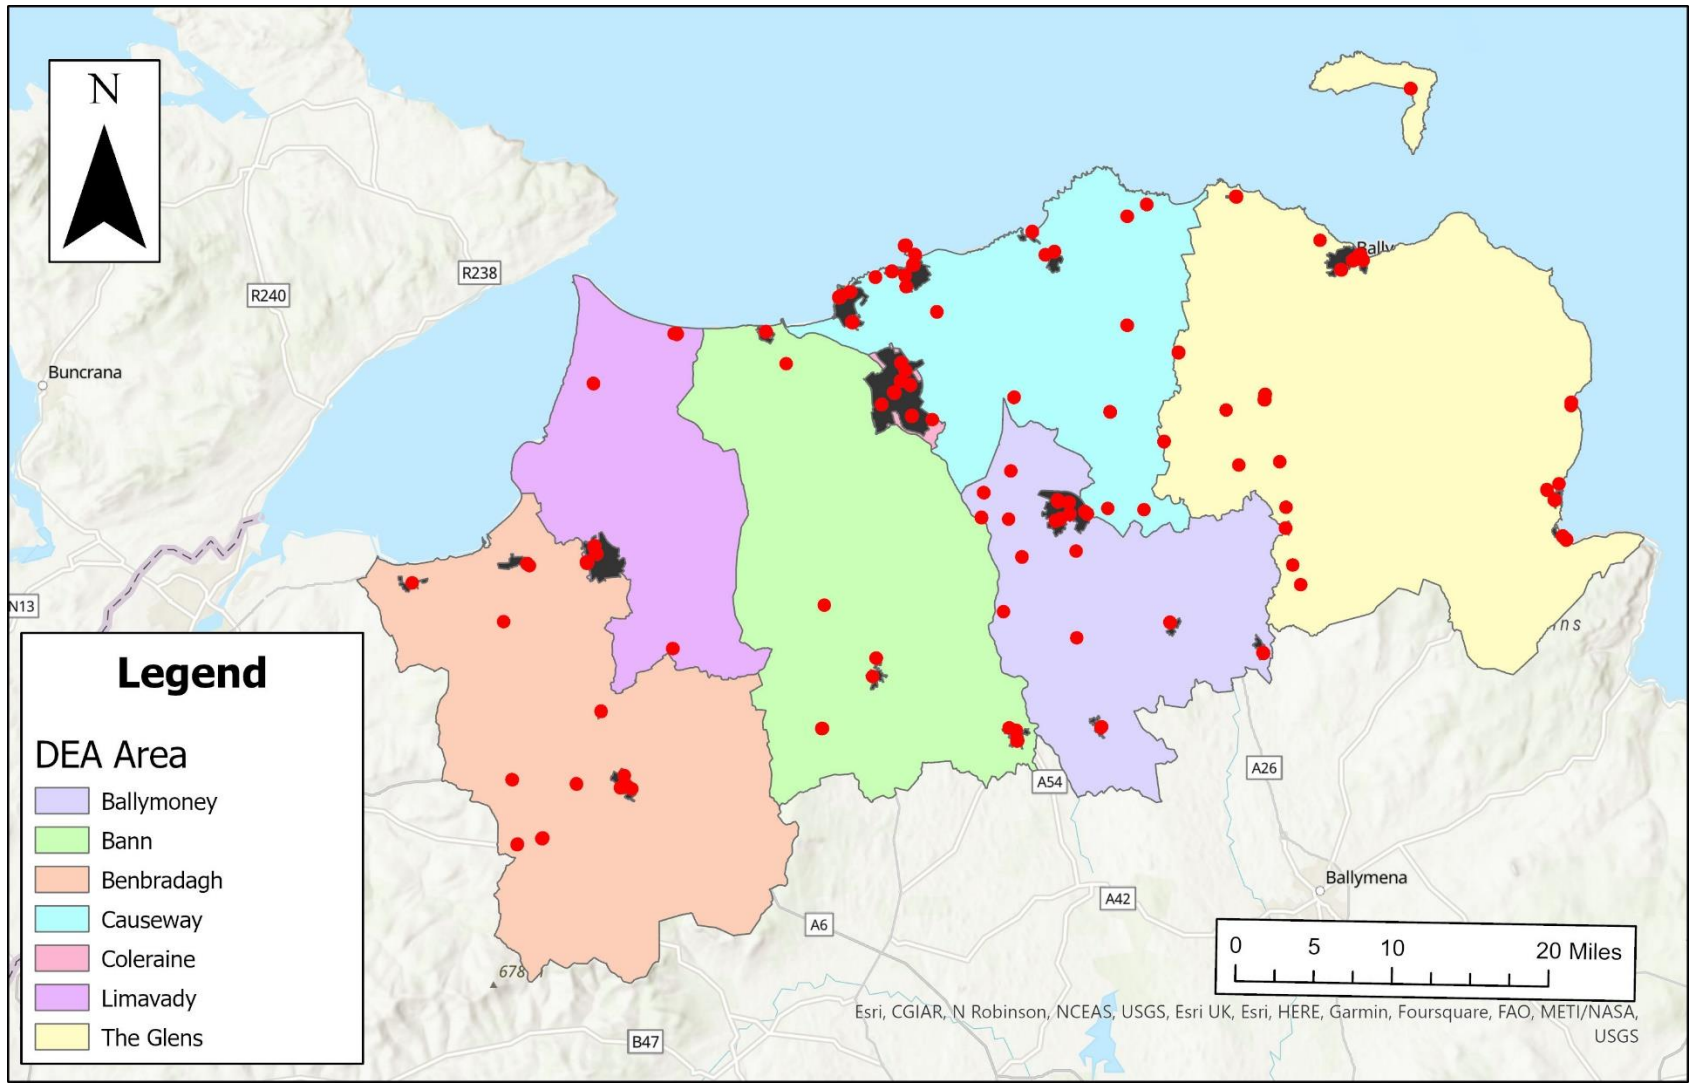 N
R238
R240
Buncrana
Bally
N13
rns
Legend
DEA Area
Ballymoney
Bann
Benbradagh
Causeway
Coleraine
Limavady
The Glens
A54
A26
Ballymena
A42
A6
678
B47
0 5 10 20 Miles
Esri, CGIAR, N Robinson, NCEAS, USGS, Esri UK, Esri, HERE, Garmin, Foursquare, FAO, METI/NASA,
USGS